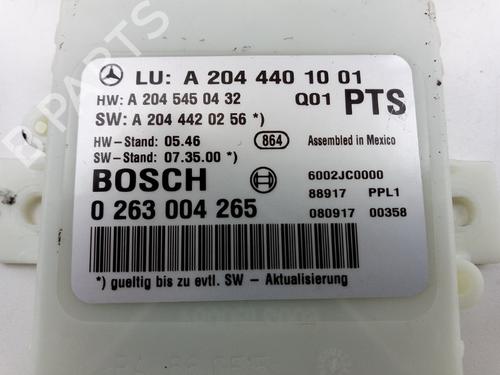 LU: A 204 440 10 01
HW: A 204 545 04 32 Q01 PTS
SW: A 204 442 02 56 *)
HW-Stand: 05.46 864 Assembled in Mexico
SW-Stand: 07.35.00 *)
BOSCH 6002JC0000
88917 PPL1
0 263 004 265 080917 00358
*) gueltig bis zu evtl. SW - Aktualisierung